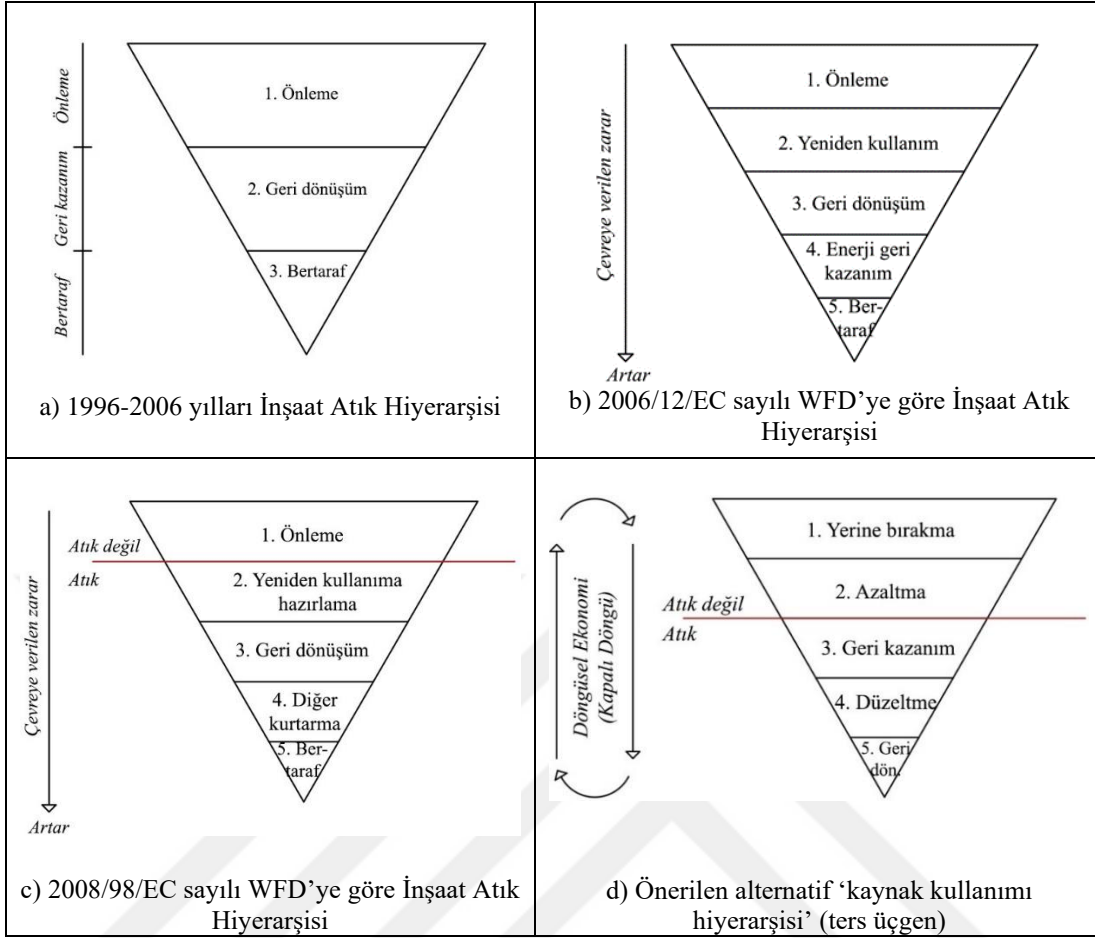 Önleme
Geri kazanım
Bertaraf
1. Önleme
2. Geri dönüşüm
3. Bertaraf
a) 1996-2006 yılları İnşaat Atık Hiyerarşisi
Çevreye verilen zarar
Artar
1. Önleme
2. Yeniden kullanım
3. Geri dönüşüm
4. Enerji geri
kazanım
5. Ber-
taraf
b) 2006/12/EC sayılı WFD’ye göre İnşaat Atık
Hiyerarşisi
Çevreye verilen zarar
Artar
Atık değil
Atık
1. Önleme
2. Yeniden kullanıma
hazırlama
3. Geri dönüşüm
4. Diğer
kurtarma
5. Ber-
taraf
c) 2008/98/EC sayılı WFD’ye göre İnşaat Atık
Hiyerarşisi
Döngüsel Ekonomi
(Kapalı Döngü)
Atık değil
Atık
1. Yerine bırakma
2. Azaltma
3. Geri kazanım
4. Düzeltme
5. Geri
dön.
d) Önerilen alternatif ‘kaynak kullanımı
hiyerarşisi’ (ters üçgen)